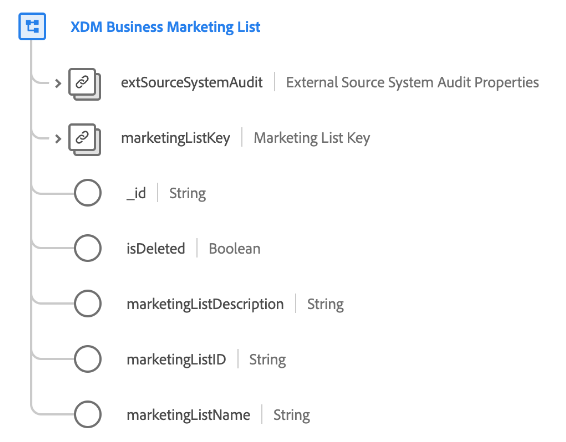 XDM Business Marketing List
extSourceSystemAudit External Source System Audit Properties
marketingListKey Marketing List Key
_id String
isDeleted Boolean
marketingListDescription String
marketingListID String
marketingListName String